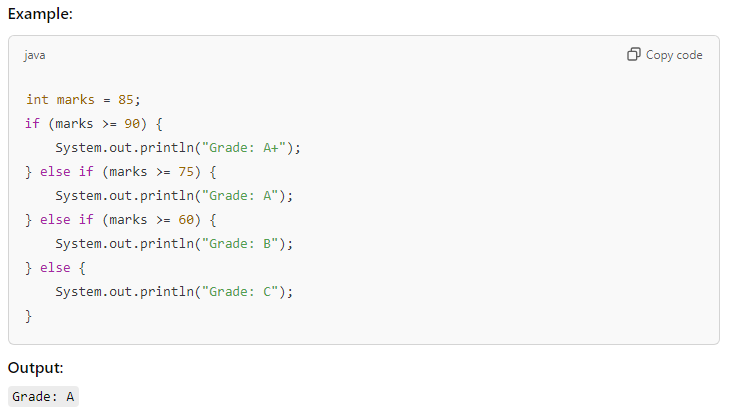 Example:
java
Copy code
int marks = 85;
if (marks >= 90) {
    System.out.println("Grade: A+");
} else if (marks >= 75) {
    System.out.println("Grade: A");
} else if (marks >= 60) {
    System.out.println("Grade: B");
} else {
    System.out.println("Grade: C");
}
Output:
Grade: A